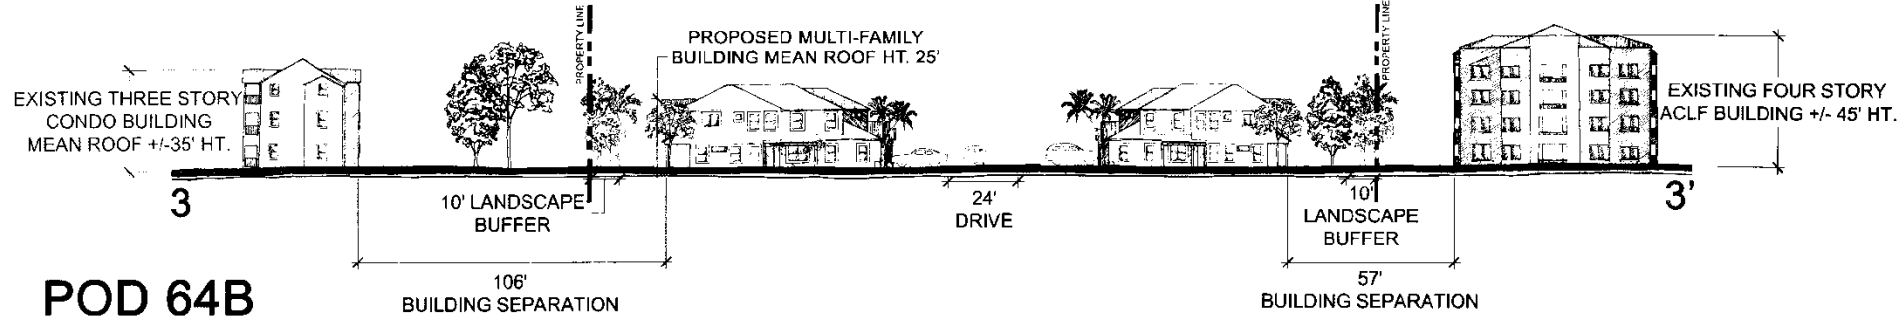 PROPERTY LINE
PROPERTY LINE
PROPOSED MULTI-FAMILY
BUILDING MEAN ROOF HT. 25'
EXISTING THREE STORY
CONDO BUILDING
MEAN ROOF +/-35' HT.
EXISTING FOUR STORY
ACLF BUILDING +/- 45' HT.
3
3'
10' LANDSCAPE
BUFFER
24'
DRIVE
10'
LANDSCAPE
BUFFER
106'
BUILDING SEPARATION
57'
BUILDING SEPARATION
POD 64B